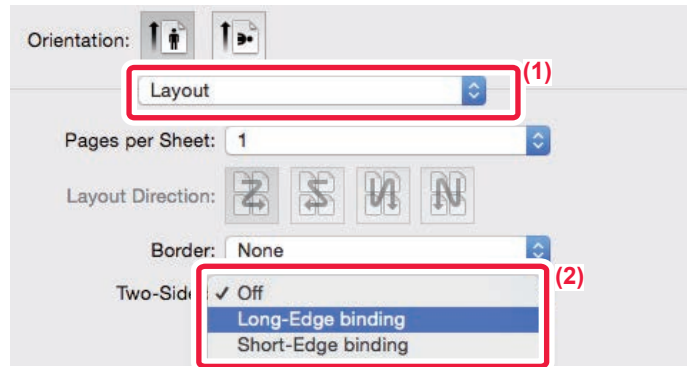 Orientation:
(1)
Layout
Pages per Sheet: 1
Layout Direction:
Border: None
(2)
Two-Side ✓ Off
Long-Edge binding
Short-Edge binding